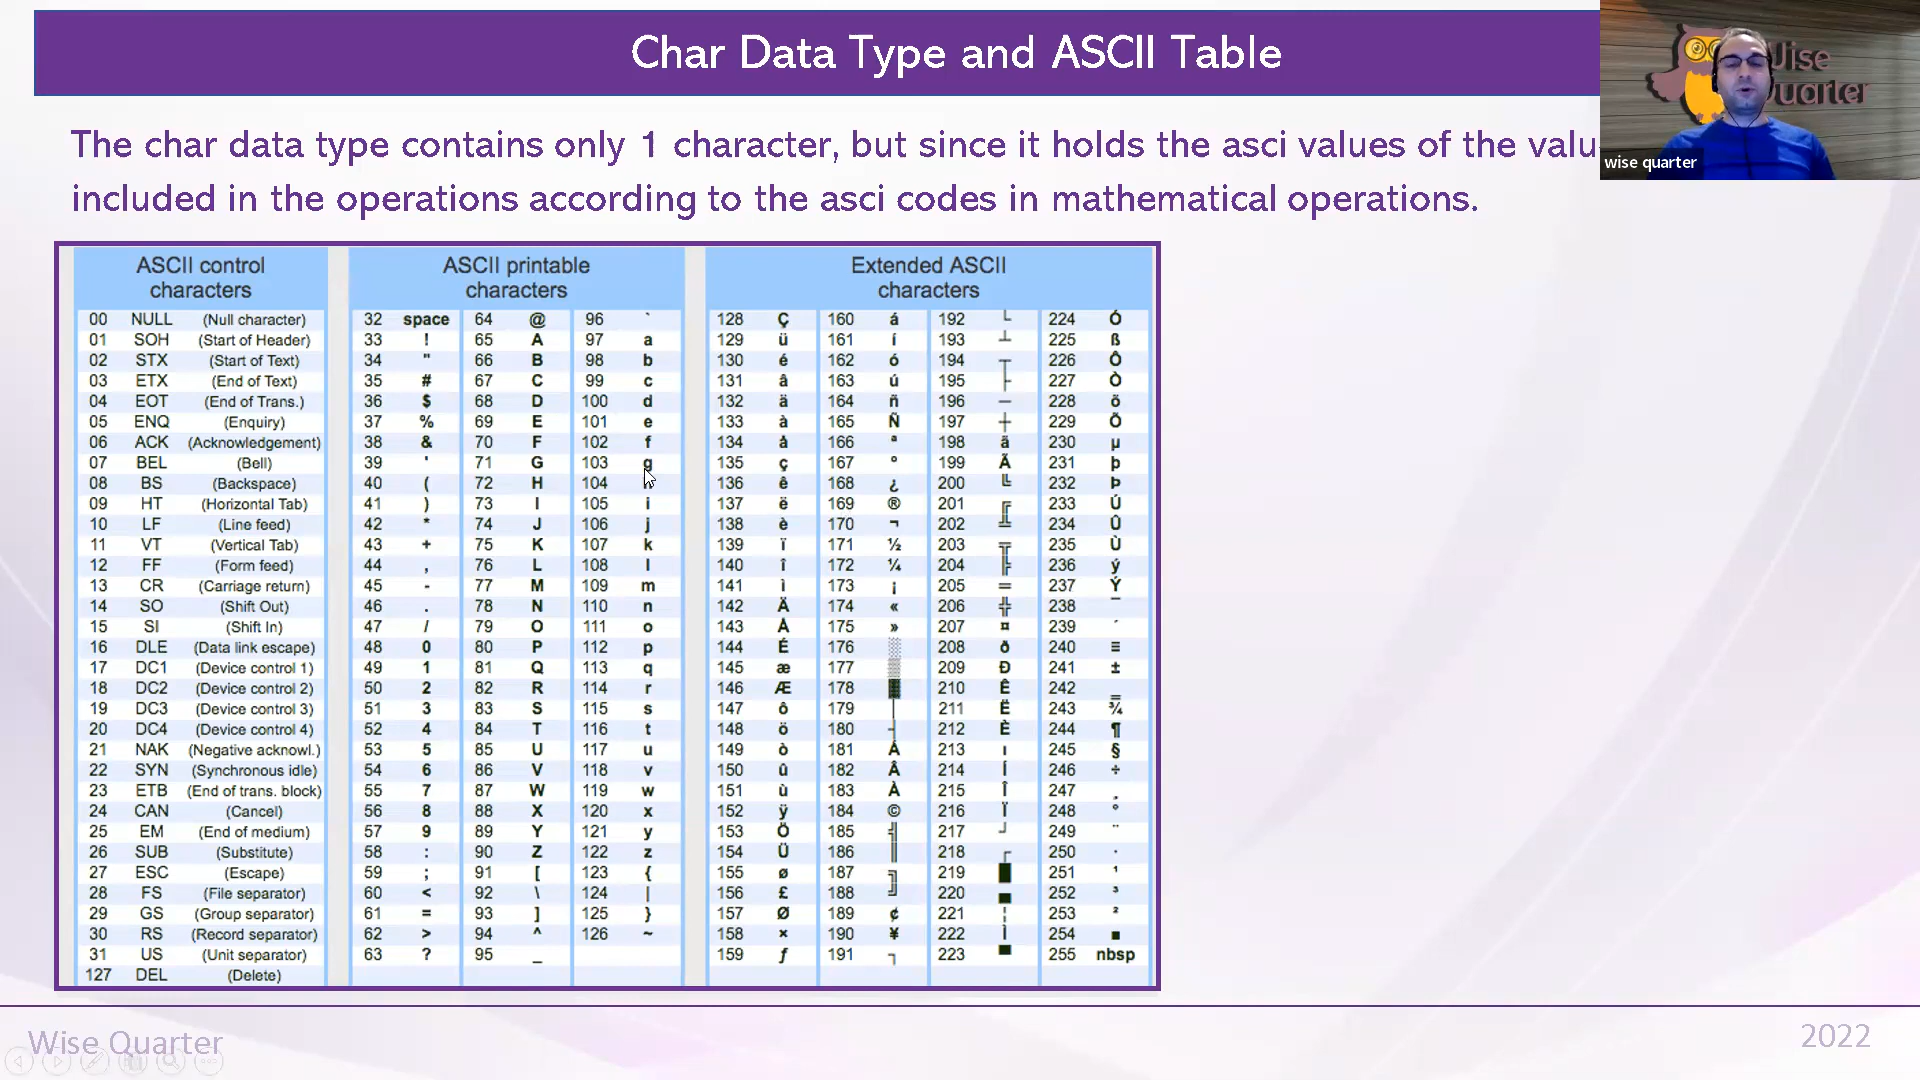 Char Data Type and ASCII Table
The char data type contains only 1 character, but since it holds the asci values of the
included in the operations according to the asci codes in mathematical operations.
wise quarter
ASCII control characters
ASCII printable characters
Extended ASCII characters
00 NULL (Null character) 32 space 64 @ 96 ` 128 Ç 160 á 192 └ 224 Ó
01 SOH (Start of Header) 33 ! 65 A 97 a 129 ü 161 í 193 ┴ 225 ß
02 STX (Start of Text) 34 " 66 B 98 b 130 é 162 ó 194 ┬ 226 Ô
03 ETX (End of Text) 35 # 67 C 99 c 131 â 163 ú 195 ├ 227 Ò
04 EOT (End of Trans.) 36 $ 68 D 100 d 132 ä 164 ñ 196 ─ 228 õ
05 ENQ (Enquiry) 37 % 69 E 101 e 133 à 165 Ñ 197 ┼ 229 Õ
06 ACK (Acknowledgement) 38 & 70 F 102 f 134 å 166 ª 198 ã 230 µ
07 BEL (Bell) 39 ' 71 G 103 g 135 ç 167 º 199 Ã 231 þ
08 BS (Backspace) 40 ( 72 H 104 136 ê 168 ¿ 200 ╚ 232 Þ
09 HT (Horizontal Tab) 41 ) 73 I 105 i 137 ë 169 ® 201 ╔ 233 Ú
10 LF (Line feed) 42 * 74 J 106 j 138 è 170 ¬ 202 ╩ 234 Û
11 VT (Vertical Tab) 43 + 75 K 107 k 139 ï 171 ½ 203 ╦ 235 Ù
12 FF (Form feed) 44 , 76 L 108 l 140 î 172 ¼ 204 ╠ 236 ý
13 CR (Carriage return) 45 - 77 M 109 m 141 ì 173 ¡ 205 ═ 237 Ý
14 SO (Shift Out) 46 . 78 N 110 n 142 Ä 174 « 206 ╬ 238 ¯
15 SI (Shift In) 47 / 79 O 111 o 143 Å 175 » 207 ¤ 239 ´
16 DLE (Data link escape) 48 0 80 P 112 p 144 É 176 ░ 208 ð 240 ≡
17 DC1 (Device control 1) 49 1 81 Q 113 q 145 æ 177 ▒ 209 Ð 241 ±
18 DC2 (Device control 2) 50 2 82 R 114 r 146 Æ 178 ▓ 210 Ê 242 ‗
19 DC3 (Device control 3) 51 3 83 S 115 s 147 ô 179 │ 211 Ë 243 ¾
20 DC4 (Device control 4) 52 4 84 T 116 t 148 ö 180 ┤ 212 È 244 ¶
21 NAK (Negative acknowl.) 53 5 85 U 117 u 149 ò 181 Á 213 ı 245 §
22 SYN (Synchronous idle) 54 6 86 V 118 v 150 û 182 Â 214 Í 246 ÷
23 ETB (End of trans. block) 55 7 87 W 119 w 151 ù 183 À 215 Î 247 ¸
24 CAN (Cancel) 56 8 88 X 120 x 152 ÿ 184 © 216 Ï 248 °
25 EM (End of medium) 57 9 89 Y 121 y 153 Ö 185 ╣ 217 ┘ 249 ¨
26 SUB (Substitute) 58 : 90 Z 122 z 154 Ü 186 ║ 218 ┌ 250 ·
27 ESC (Escape) 59 ; 91 [ 123 { 155 ø 187 ╗ 219 █ 251 ¹
28 FS (File separator) 60 < 92 \ 124 | 156 £ 188 ╝ 220 ▄ 252 ³
29 GS (Group separator) 61 = 93 ] 125 } 157 Ø 189 ¢ 221 ¦ 253 ²
30 RS (Record separator) 62 > 94 ^ 126 ~ 158 × 190 ¥ 222 Ì 254 ■
31 US (Unit separator) 63 ? 95 _ 159 ƒ 191 ┐ 223 ▀ 255 nbsp
127 DEL (Delete)
Wise Quarter
2022